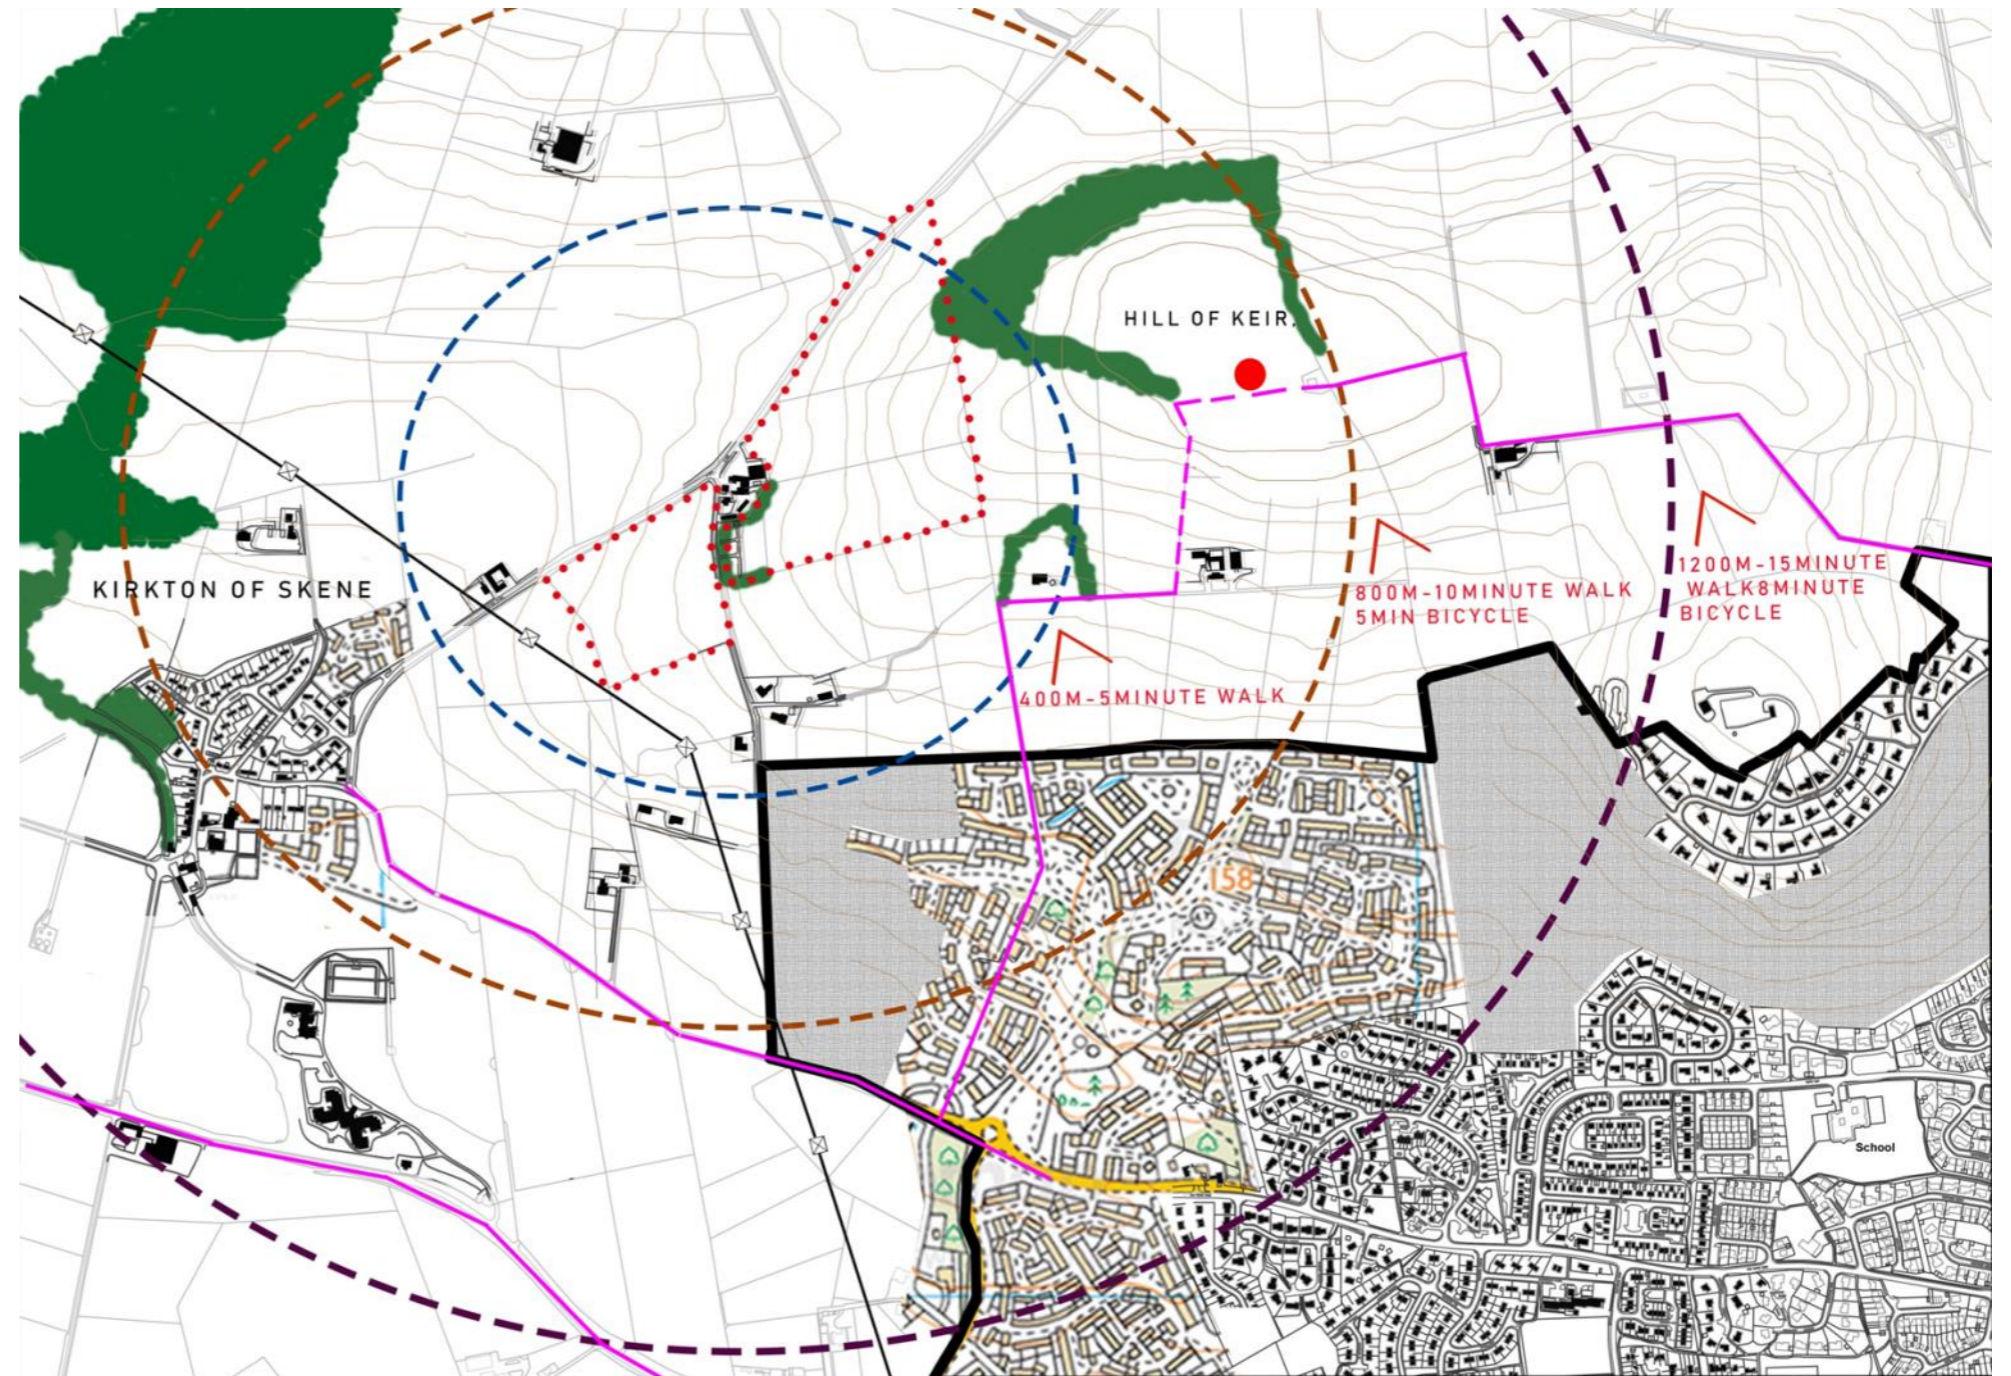 HILL OF KEIR.
KIRKTON OF SKENE
1200M-15MINUTE
WALK8MINUTE
BICYCLE
800M-10MINUTE WALK
5MIN BICYCLE
400M-5MINUTE WALK
158
School